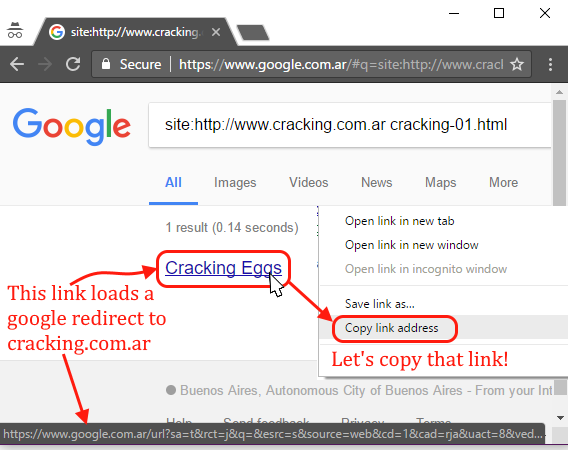 site:http://www.cracking.
Secure https://www.google.com.ar/#q=site:http://www.crac
Google
site:http://www.cracking.com.ar cracking-01.html
All Images Videos News Maps More
1 result (0.14 seconds)
Cracking Eggs
Open link in new tab
Open link in new window
Open link in incognito window
Save link as...
Copy link address
This link loads a
google redirect to
cracking.com.ar
Let's copy that link!
Buenos Aires, Autonomous City of Buenos Aires - From your Int
Help Send feedback Privacy Terms
https://www.google.com.ar/url?sa=t&rct=j&q=&esrc=s&source=web&cd=1&cad=rja&uact=8&ved...